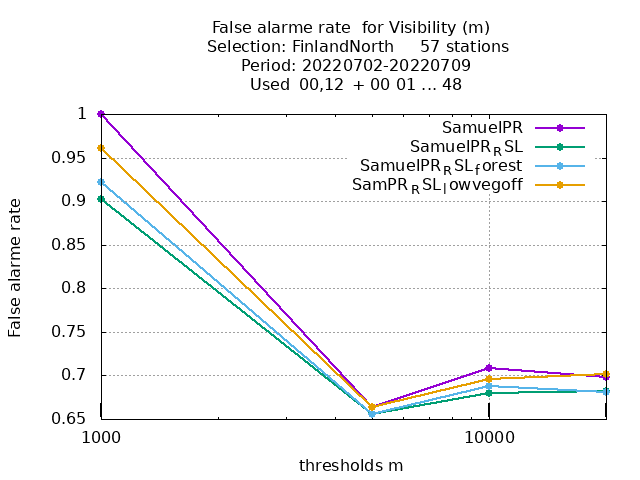 False alarme rate  for Visibility (m)
Selection: FinlandNorth     57 stations
Period: 20220702-20220709
Used  00,12  + 00 01 ... 48
SamuelPR
SamuelPR_RSL
SamuelPR_RSL_forest
SamPR_RSL_lowvegoff
1
0.95
0.9
0.85
0.8
0.75
0.7
0.65
False alarme rate
1000 10000
thresholds m